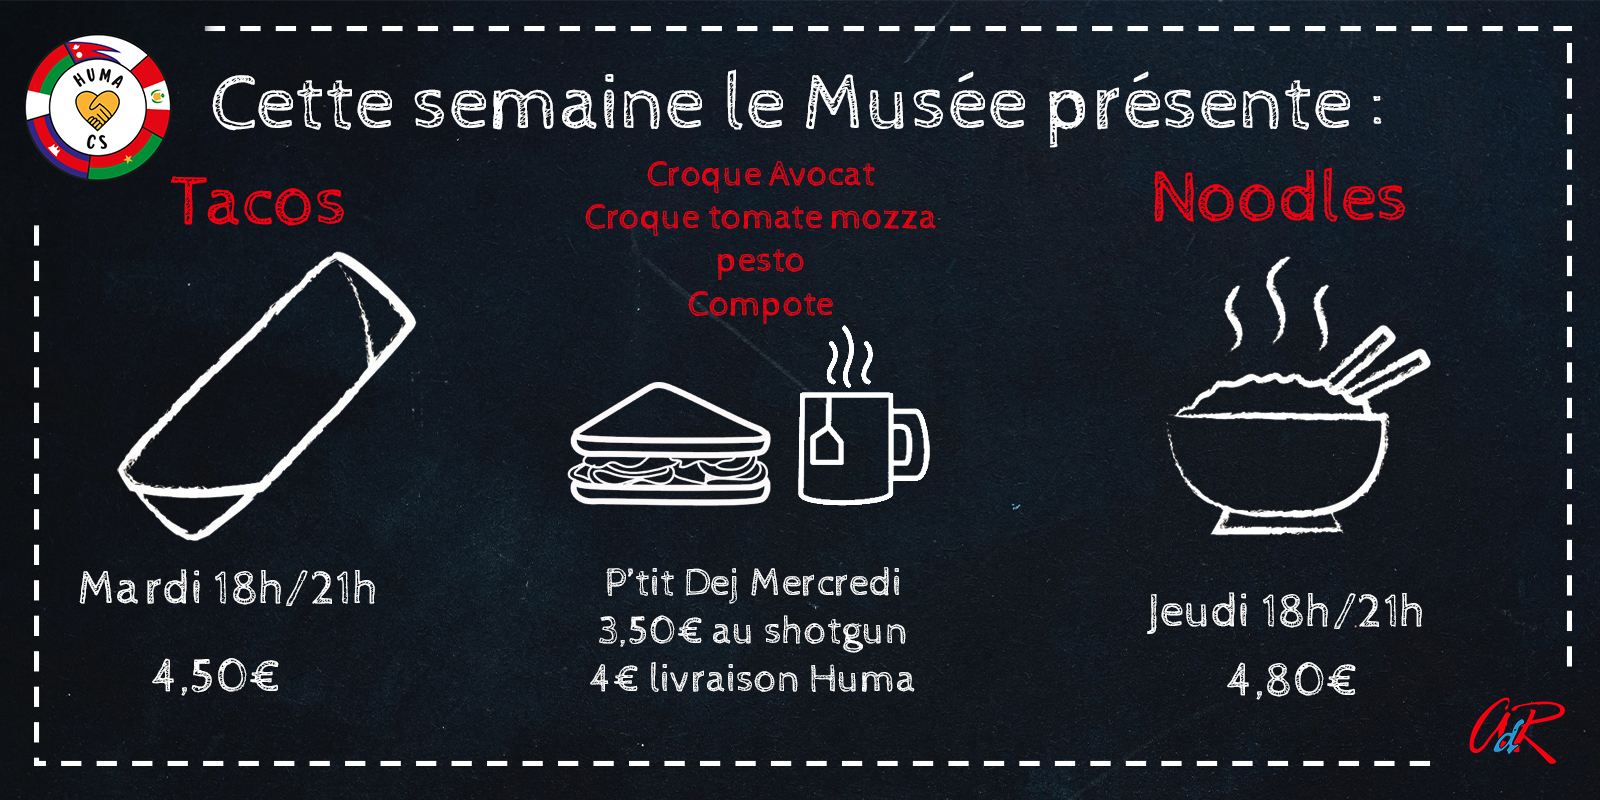 HUMA
CS
Cette semaine le Musée présente :
Tacos
Mardi 18h/21h
4,50€
Croque Avocat
Croque tomate mozza
pesto
Compote
P'tit Dej Mercredi
3,50€ au shotgun
4€ livraison Huma
Noodles
Jeudi 18h/21h
4,80€
AdR